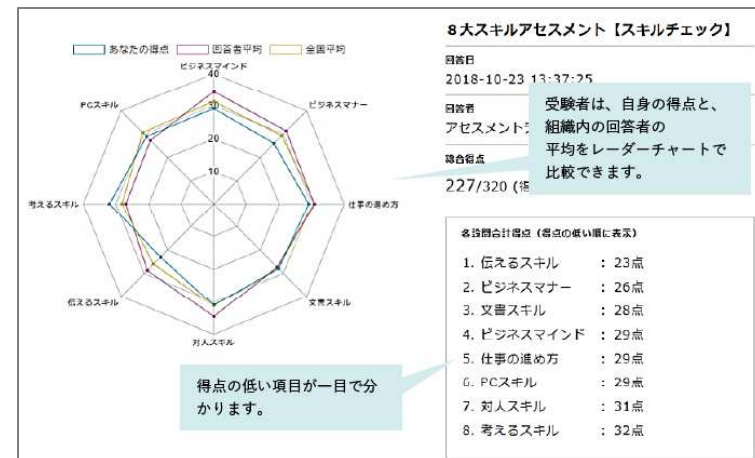 あなたの得点 回答者平均 全国平均
ビジネスマインド
ビジネスマナー
仕事の進め方
文書スキル
対人スキル
伝えるスキル
考えるスキル
PCスキル
40
30
20
10
8大スキルアセスメント【スキルチェック】
回答日
2018-10-23 13:37:25
回答者
アセスメント
総合得点
227/320 (得
受験者は、自身の得点と、
組織内の回答者の
平均をレーダーチャートで
比較できます。
各設問合計得点（得点の低い順に表示）
1. 伝えるスキル : 23点
2. ビジネスマナー : 26点
3. 文書スキル : 28点
4. ビジネスマインド : 29点
5. 仕事の進め方 : 29点
6. PCスキル : 29点
7. 対人スキル : 31点
8. 考えるスキル : 32点
得点の低い項目が一目で分
かります。